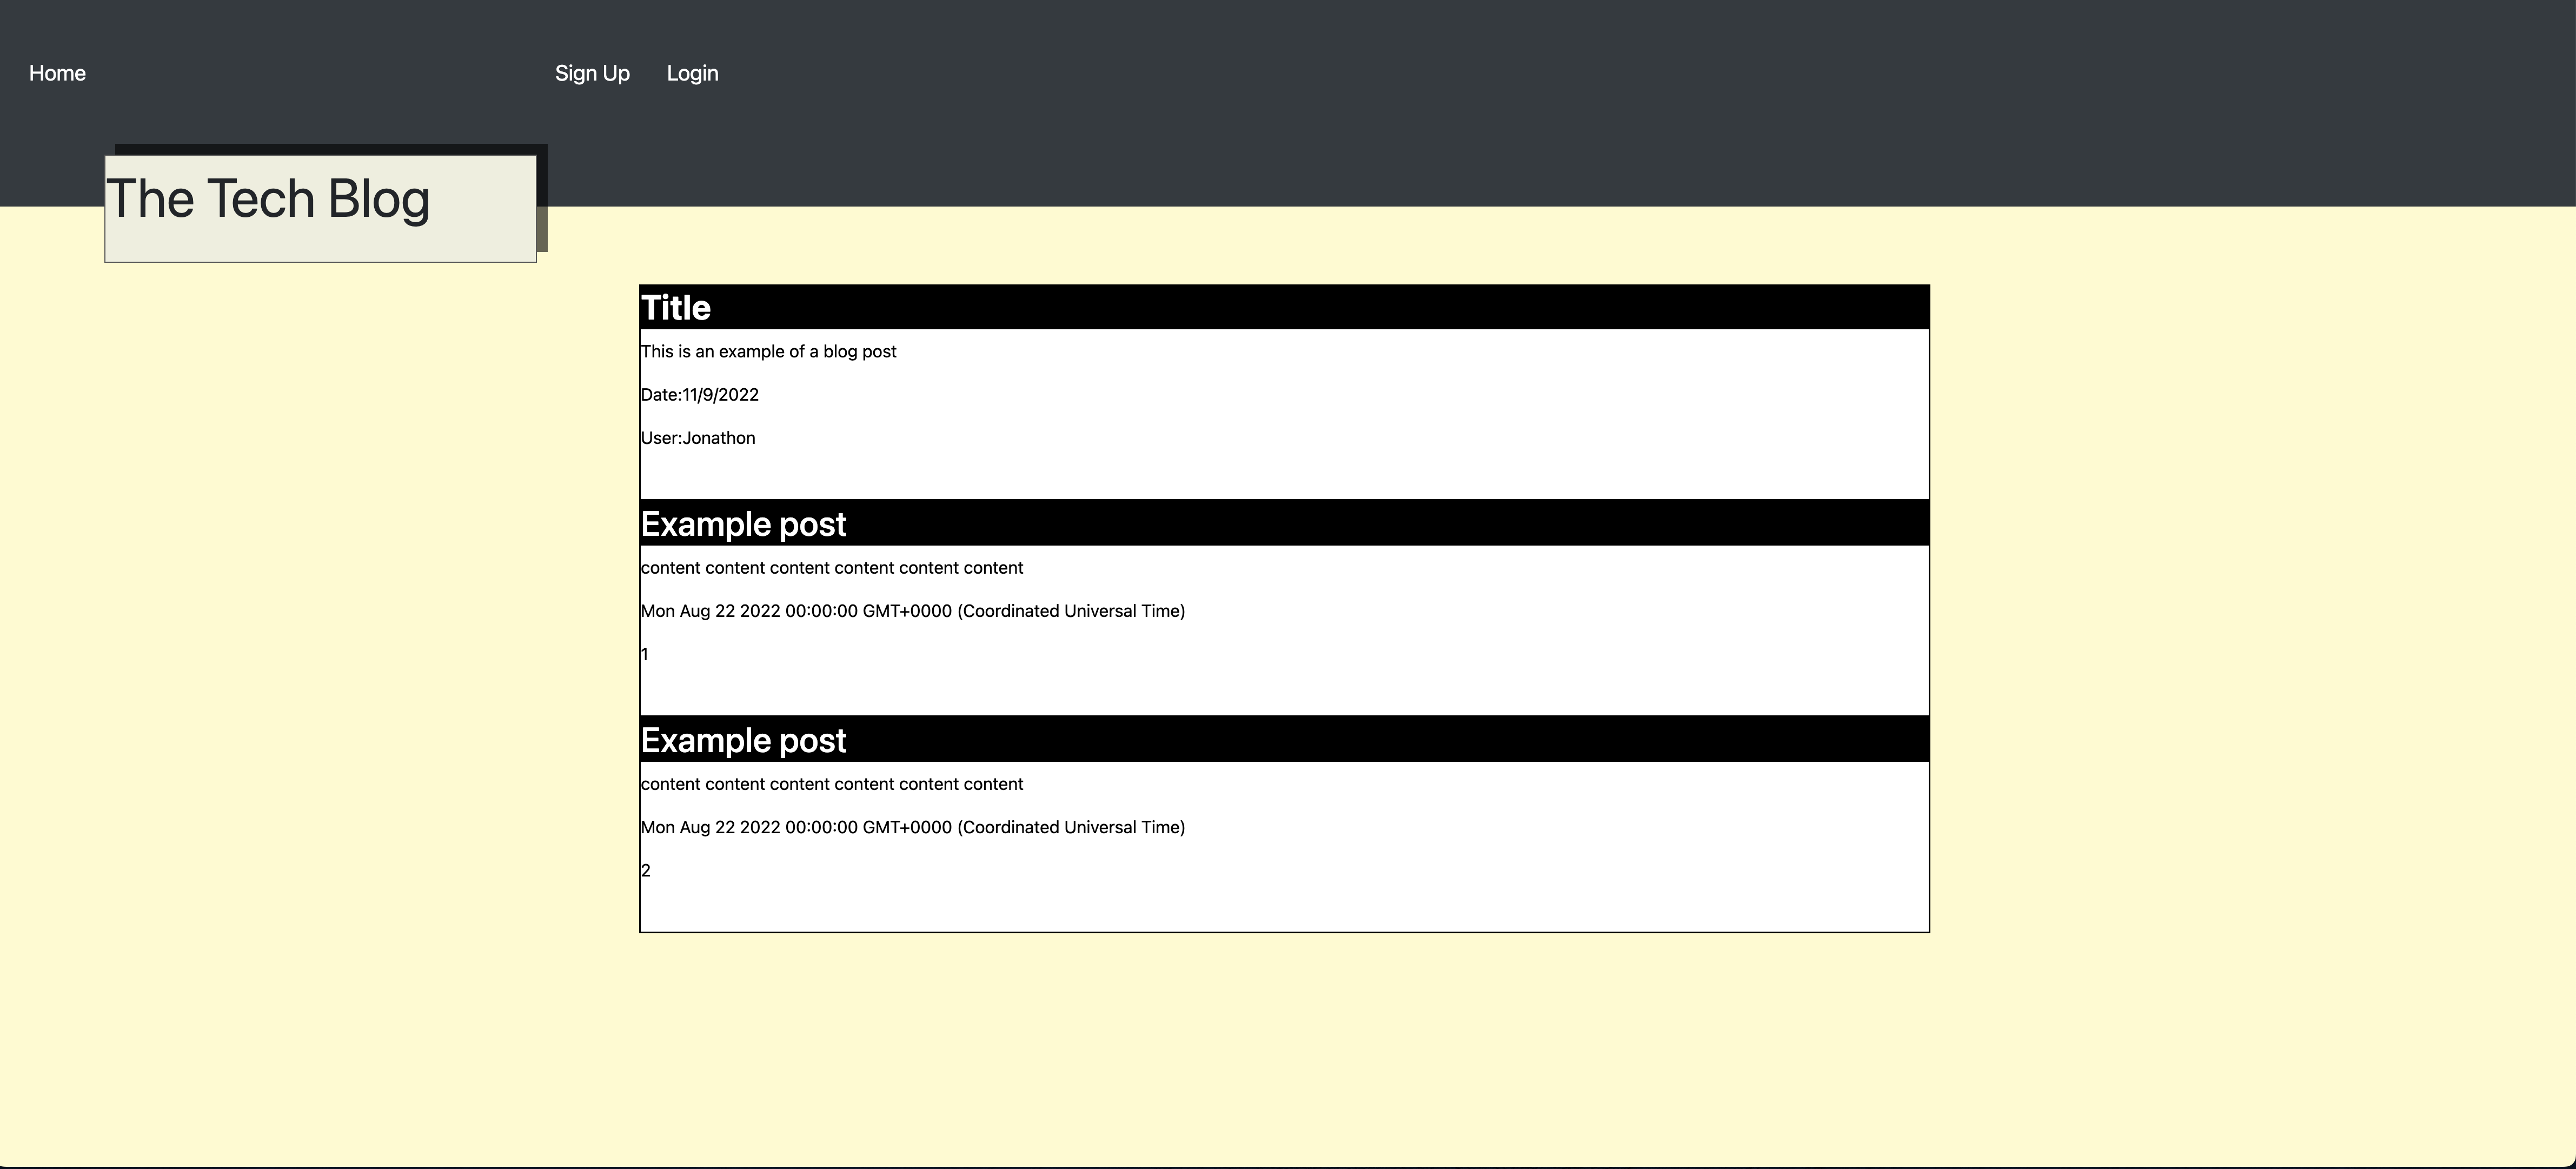 Home Sign Up Login
The Tech Blog
Title
This is an example of a blog post
Date:11/9/2022
User:Jonathon
Example post
content content content content content content
Mon Aug 22 2022 00:00:00 GMT+0000 (Coordinated Universal Time)
1
Example post
content content content content content content
Mon Aug 22 2022 00:00:00 GMT+0000 (Coordinated Universal Time)
2